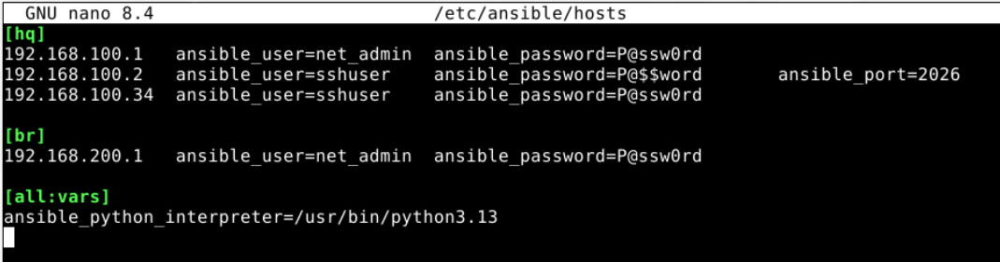 GNU nano 8.4 /etc/ansible/hosts
[hq]
192.168.100.1 ansible_user=net_admin ansible_password=P@ssw0rd
192.168.100.2 ansible_user=sshuser ansible_password=P@$$word ansible_port=2026
192.168.100.34 ansible_user=sshuser ansible_password=P@ssw0rd
[br]
192.168.200.1 ansible_user=net_admin ansible_password=P@ssw0rd
[all:vars]
ansible_python_interpreter=/usr/bin/python3.13